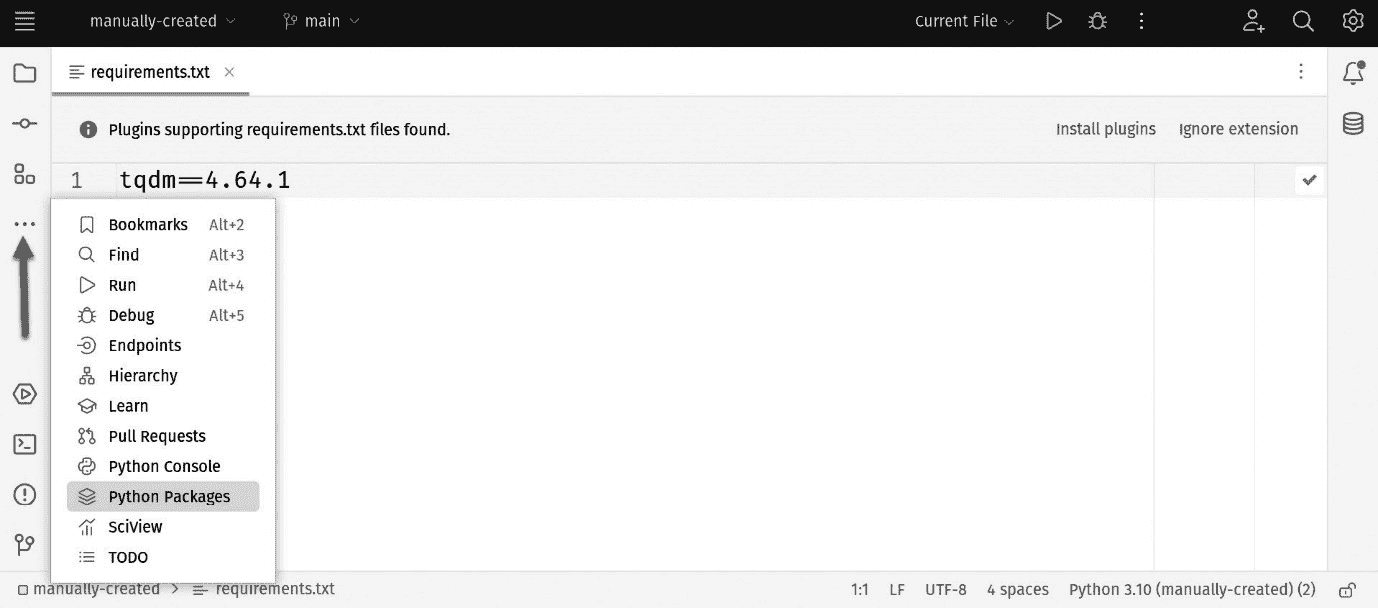 manually-created main Current File
requirements.txt
Plugins supporting requirements.txt files found. Install plugins Ignore extension
1 tqdm==4.64.1
Bookmarks Alt+2
Find Alt+3
Run Alt+4
Debug Alt+5
Endpoints
Hierarchy
Learn
Pull Requests
Python Console
Python Packages
SciView
TODO
manually-created > requirements.txt 1:1 LF UTF-8 4 spaces Python 3.10 (manually-created) (2)